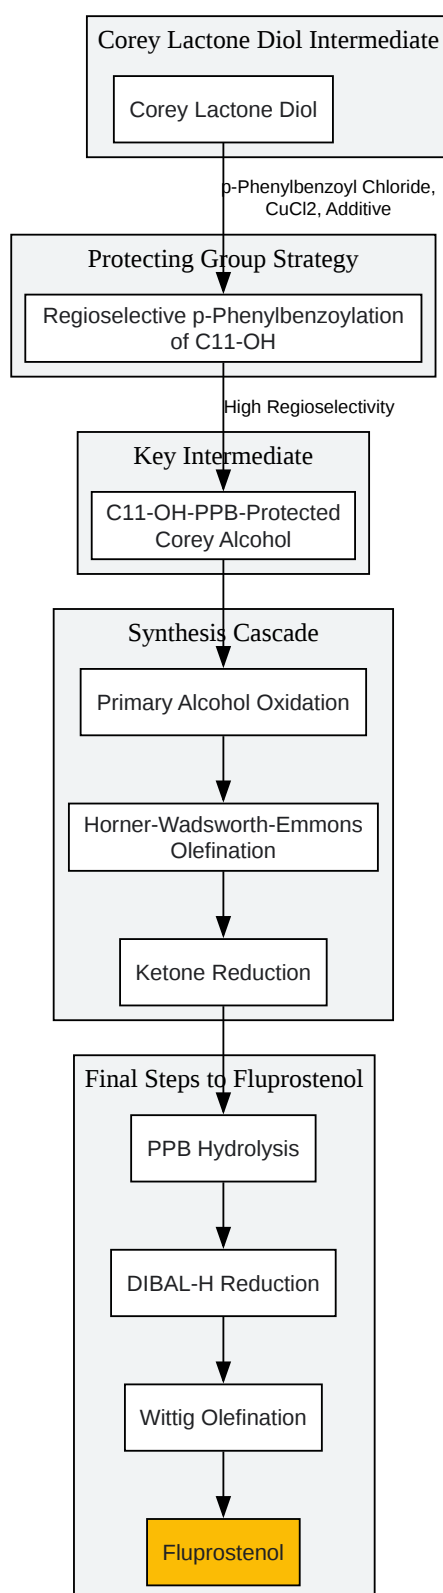 Corey Lactone Diol Intermediate
Corey Lactone Diol
p-Phenylbenzoyl Chloride,
CuCl2, Additive
Protecting Group Strategy
Regioselective p-Phenylbenzoylation
of C11-OH
High Regioselectivity
Key Intermediate
C11-OH-PPB-Protected
Corey Alcohol
Synthesis Cascade
Primary Alcohol Oxidation
Horner-Wadsworth-Emmons
Olefination
Ketone Reduction
Final Steps to Fluprostenol
PPB Hydrolysis
DIBAL-H Reduction
Wittig Olefination
Fluprostenol